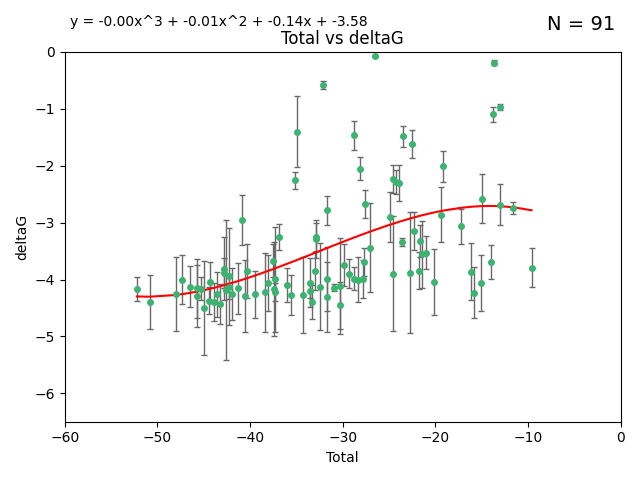 y = -0.00x^3 + -0.01x^2 + -0.14x + -3.58
N = 91
Total vs deltaG
0
−1
−2
−3
−4
−5
−6
deltaG
−60 −50 −40 −30 −20 −10 0
Total